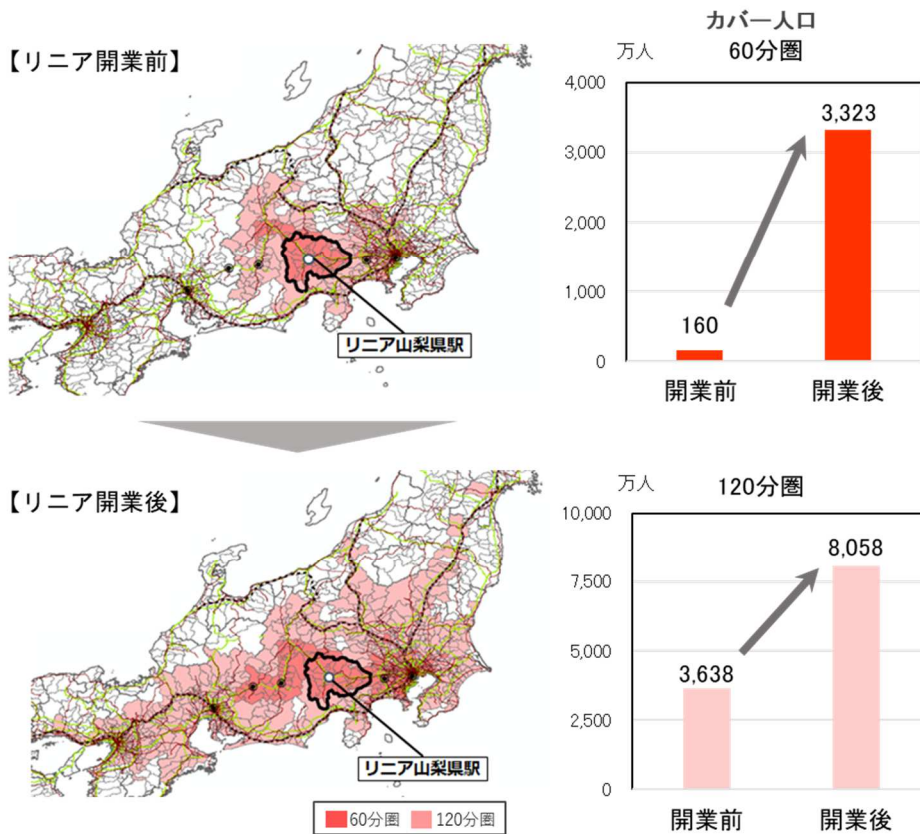 カバー人口
【リニア開業前】
万人
60分圏
4,000
3,000
2,000
1,000
0
160
3,323
開業前
開業後
リニア山梨県駅
【リニア開業後】
万人
120分圏
10,000
7,500
5,000
2,500
0
3,638
8,058
開業前
開業後
リニア山梨県駅
60分圏 120分圏